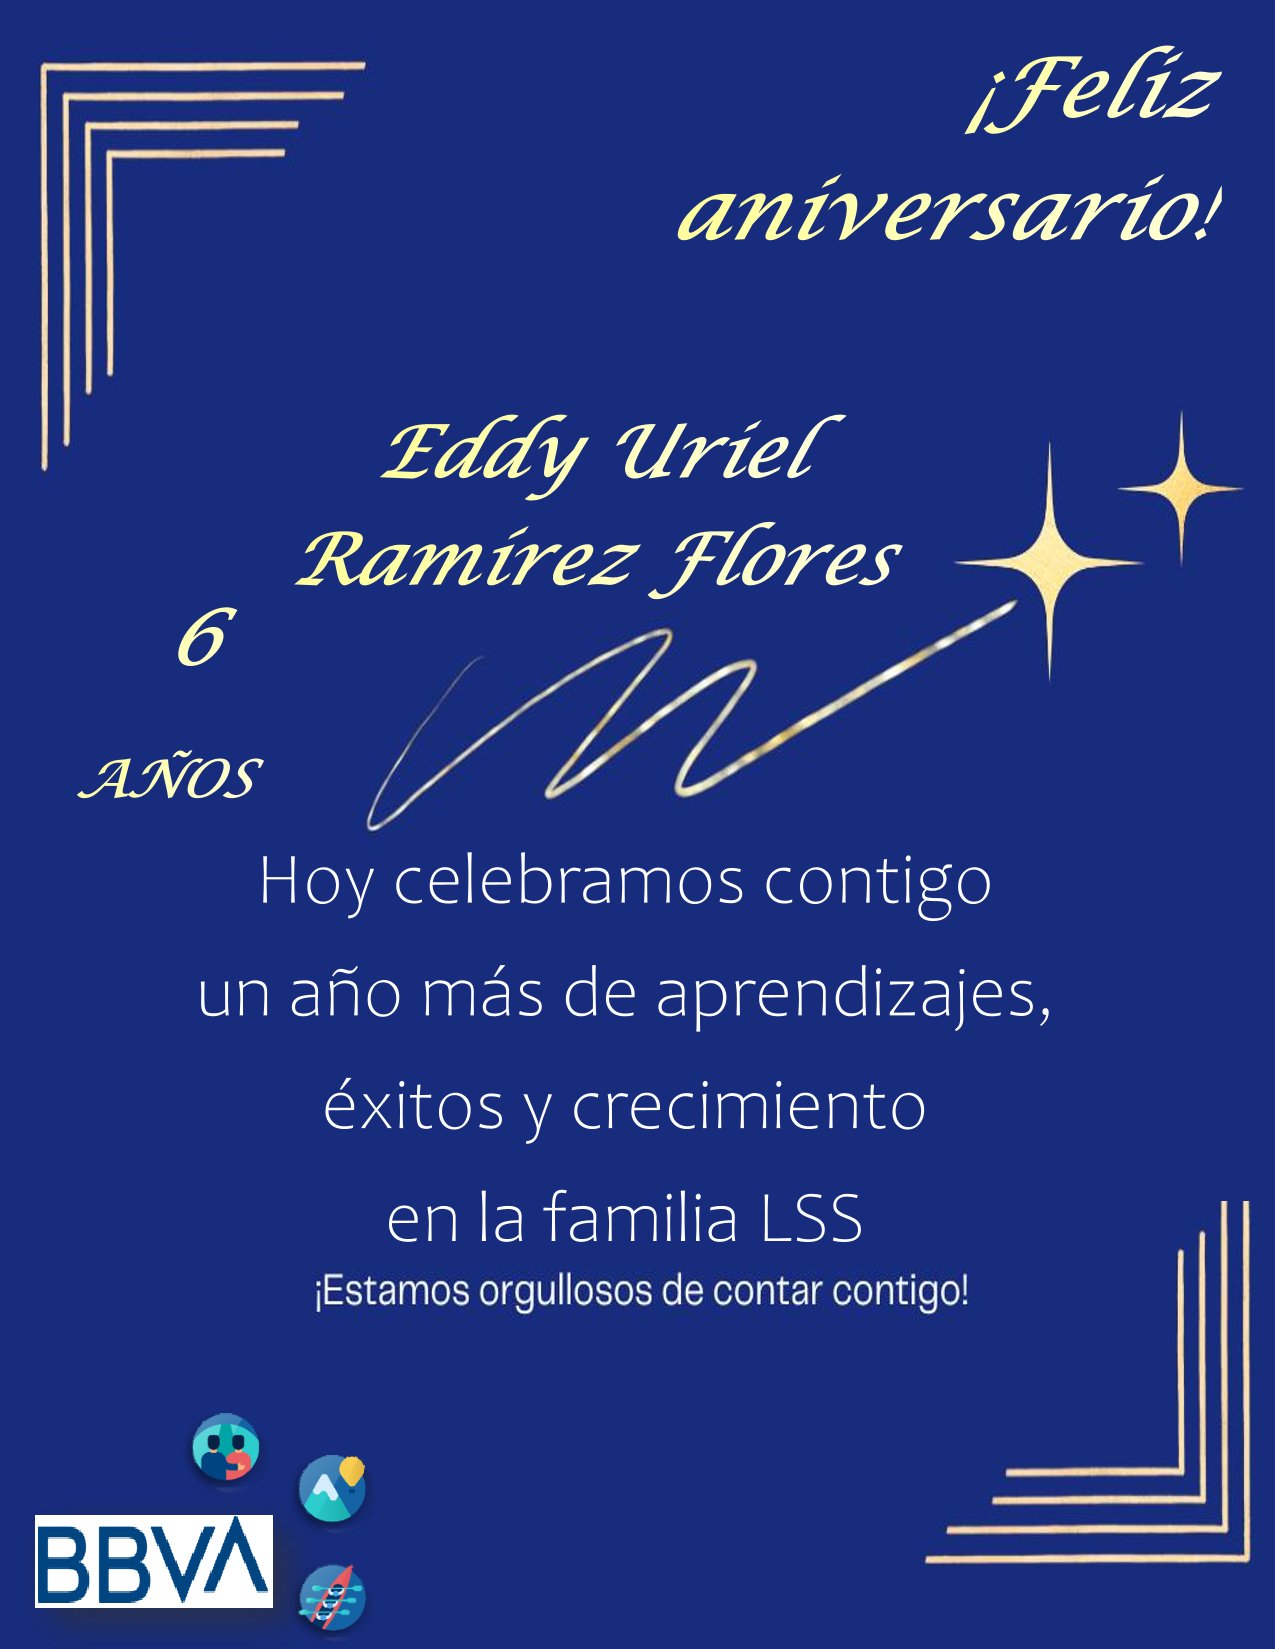 ¡Feliz
aniversario!
Eddy Uriel
Ramírez Flores
6
AÑOS
Hoy celebramos contigo
un año más de aprendizajes,
éxitos y crecimiento
en la familia LSS
¡Estamos orgullosos de contar contigo!
BBVA